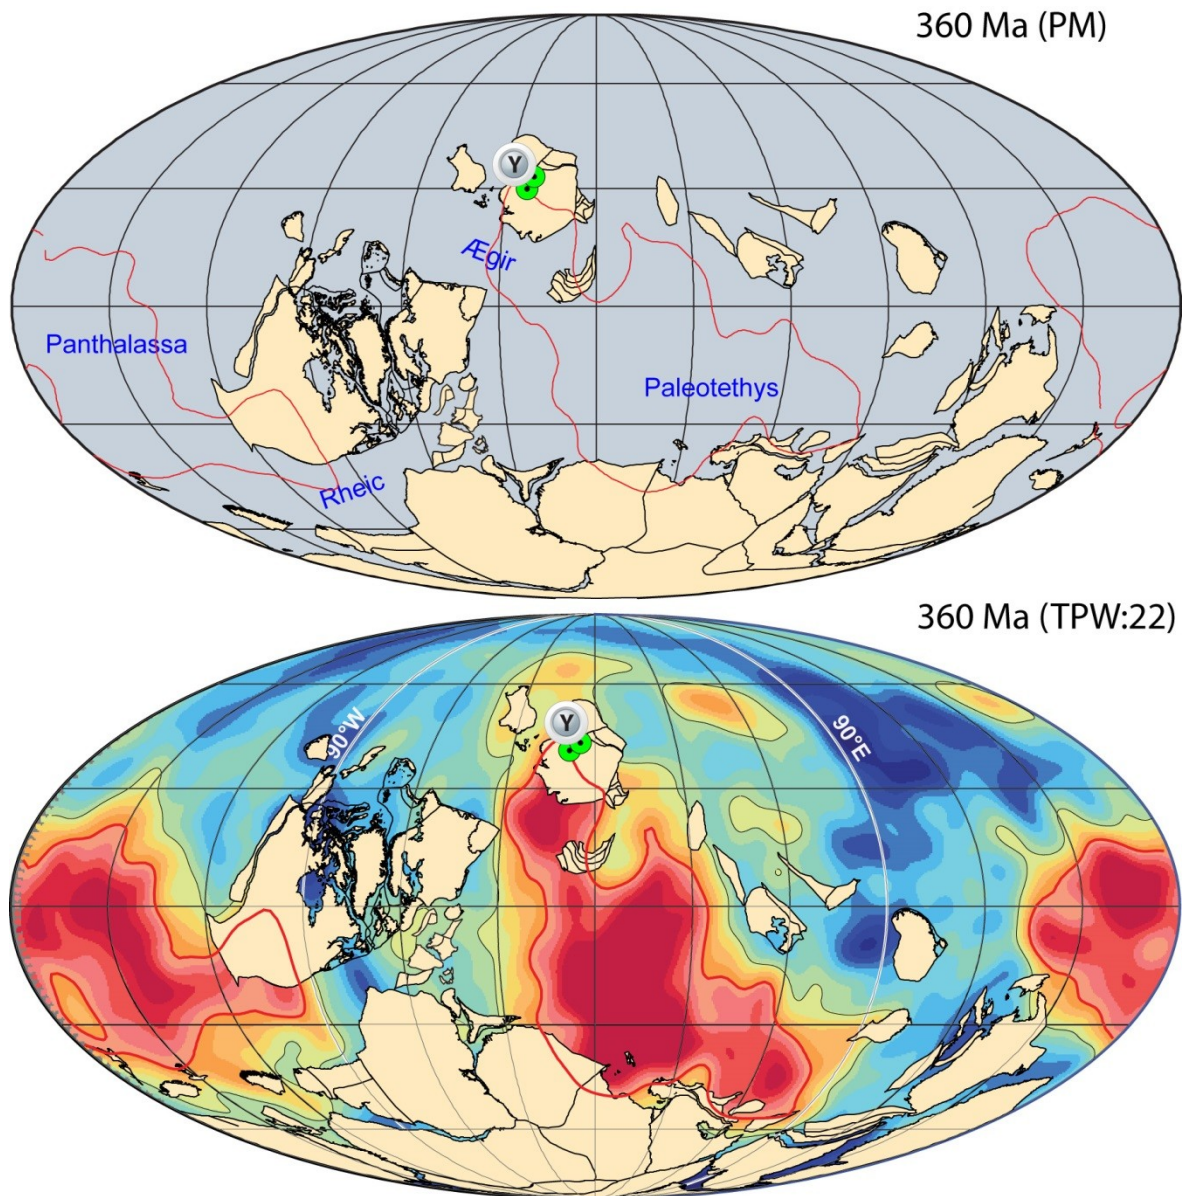 360 Ma (PM)
Y
Ægir
Panthalassa
Paleotethys
Rheic
360 Ma (TPW:22)
Y
90°W
90°E